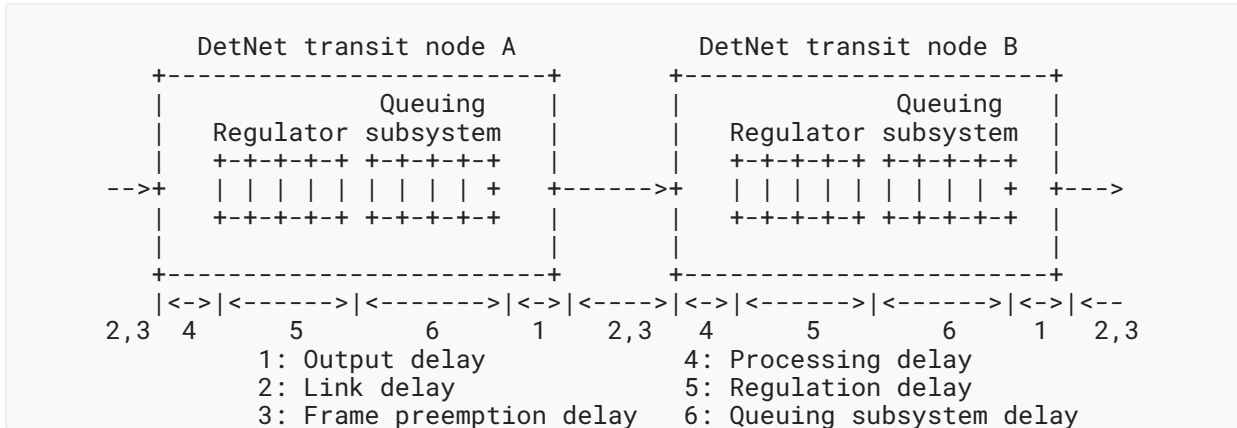 DetNet transit node A            DetNet transit node B
   +-------------------------+       +------------------------+
   |              Queuing    |       |              Queuing   |
   |   Regulator subsystem   |       |   Regulator subsystem  |
   |   +-+-+-+-+ +-+-+-+-+   |       |   +-+-+-+-+ +-+-+-+-+  |
-->+   | | | | | | | | | +   +------>+   | | | | | | | | | +  +--->
   |   +-+-+-+-+ +-+-+-+-+   |       |   +-+-+-+-+ +-+-+-+-+  |
   |                         |       |                        |
   +-------------------------+       +------------------------+
   |<->|<------>|<------->|<->|<---->|<->|<------>|<------>|<->|<--
2,3  4      5        6      1    2,3   4      5        6     1   2,3
          1: Output delay             4: Processing delay
          2: Link delay               5: Regulation delay
          3: Frame preemption delay   6: Queuing subsystem delay